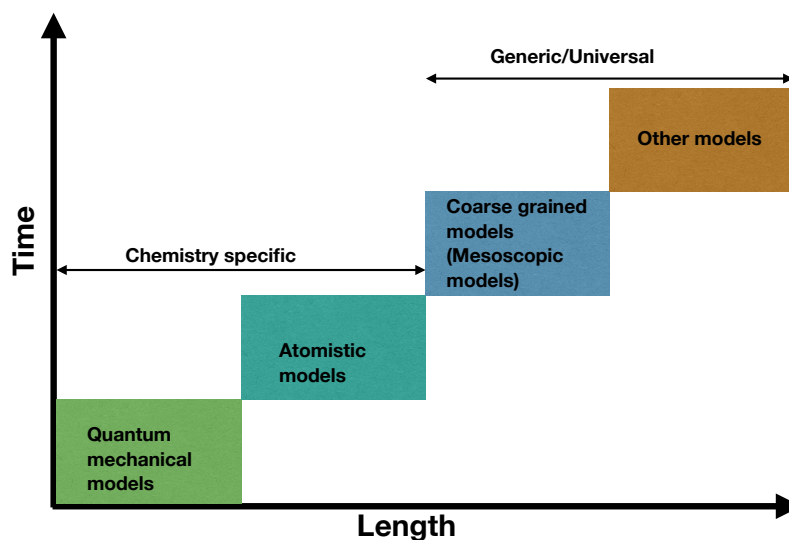 Generic/Universal
Other models
Coarse grained
models
(Mesoscopic
models)
Time
Chemistry specific
Atomistic
models
Quantum
mechanical
models
Length